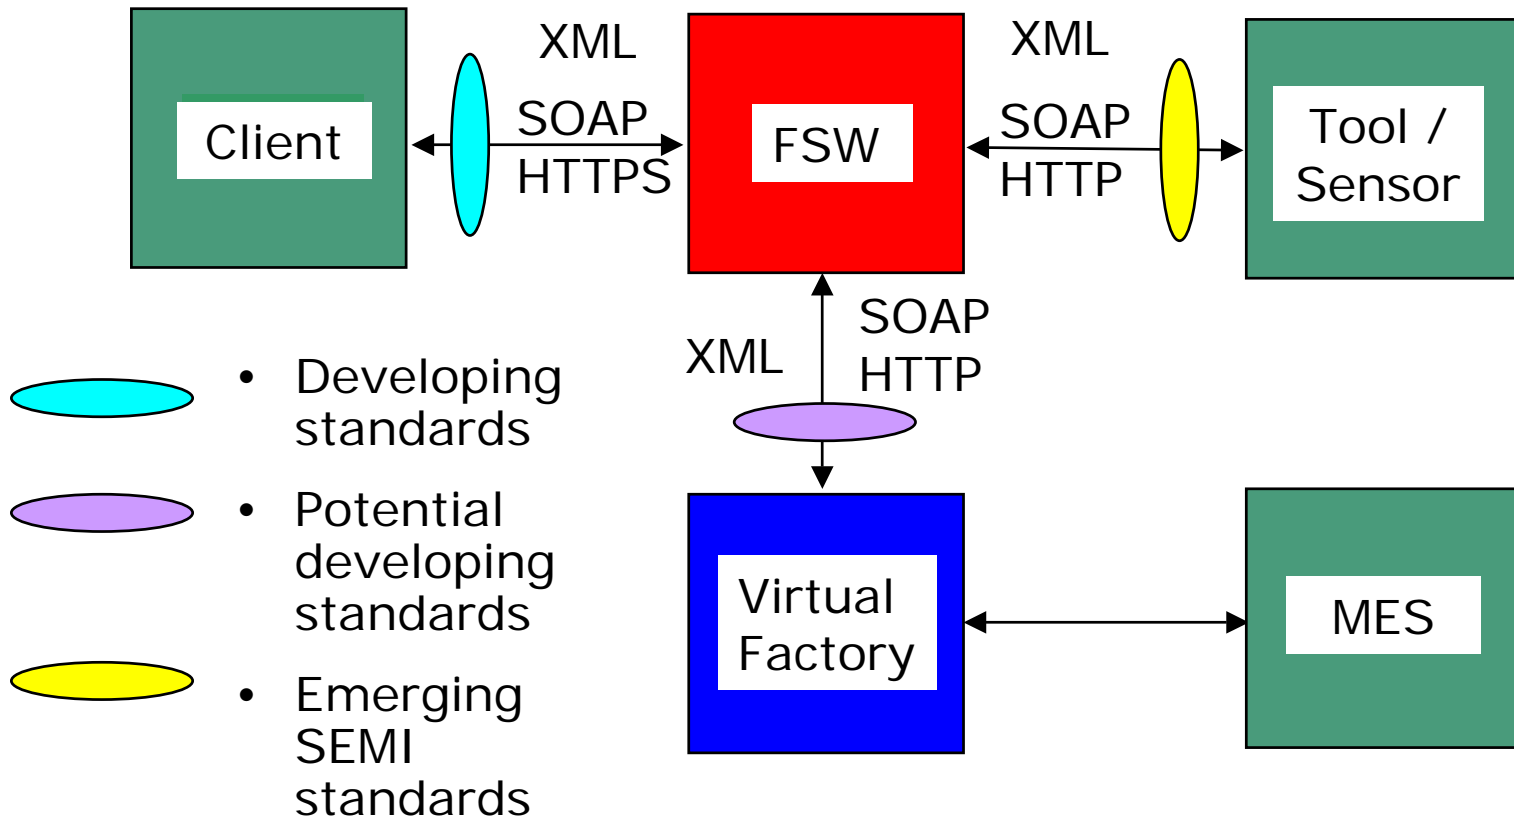 XML
XML
Client
SOAP
HTTPS
FSW
SOAP
HTTP
Tool /
Sensor
XML
SOAP
HTTP
• Developing
standards
• Potential
developing
standards
• Emerging
SEMI
standards
Virtual
Factory
MES